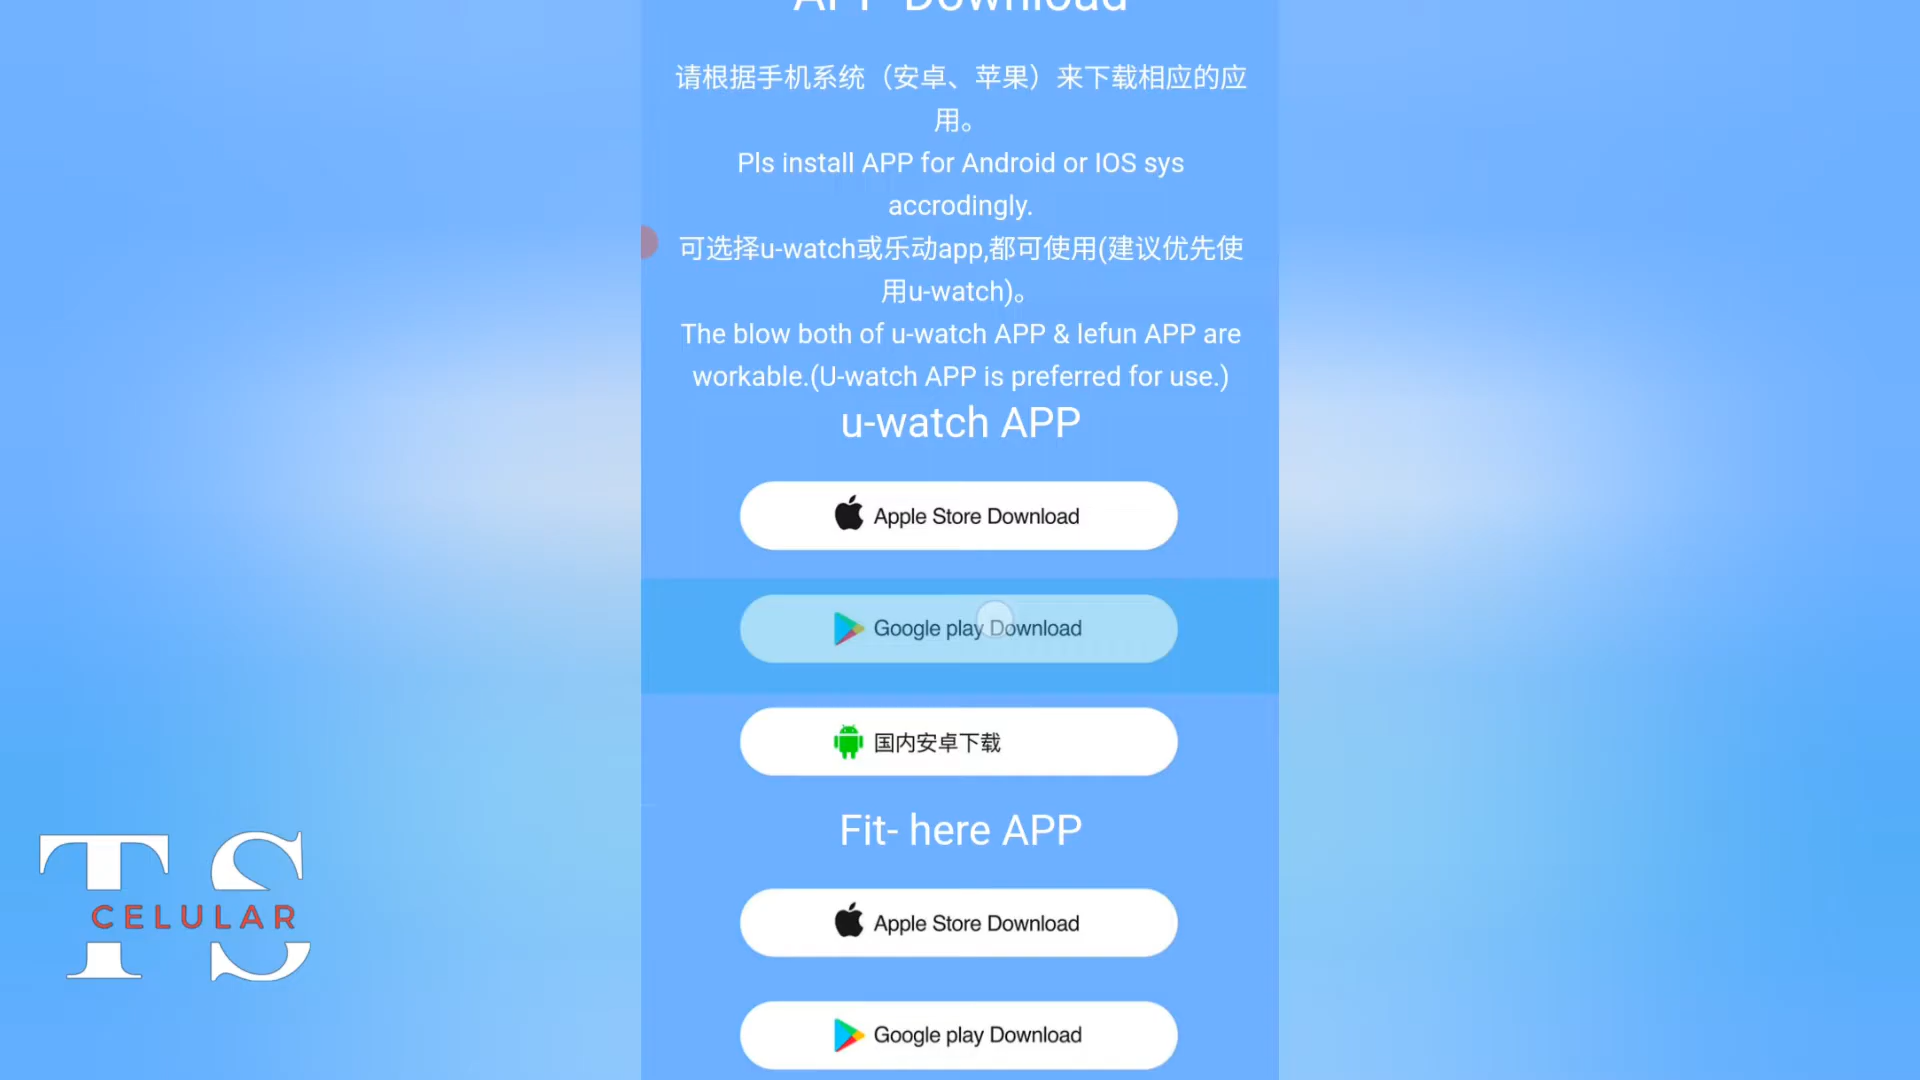 APP Download
请根据手机系统（安卓、苹果）来下载相应的应
用。
Pls install APP for Android or IOS sys
accrodingly.
可选择u-watch或乐动app,都可使用(建议优先使
用u-watch)。
The blow both of u-watch APP & lefun APP are
workable.(U-watch APP is preferred for use.)
u-watch APP
Apple Store Download
Google play Download
国内安卓下载
Fit- here APP
Apple Store Download
Google play Download
TS
CELULAR